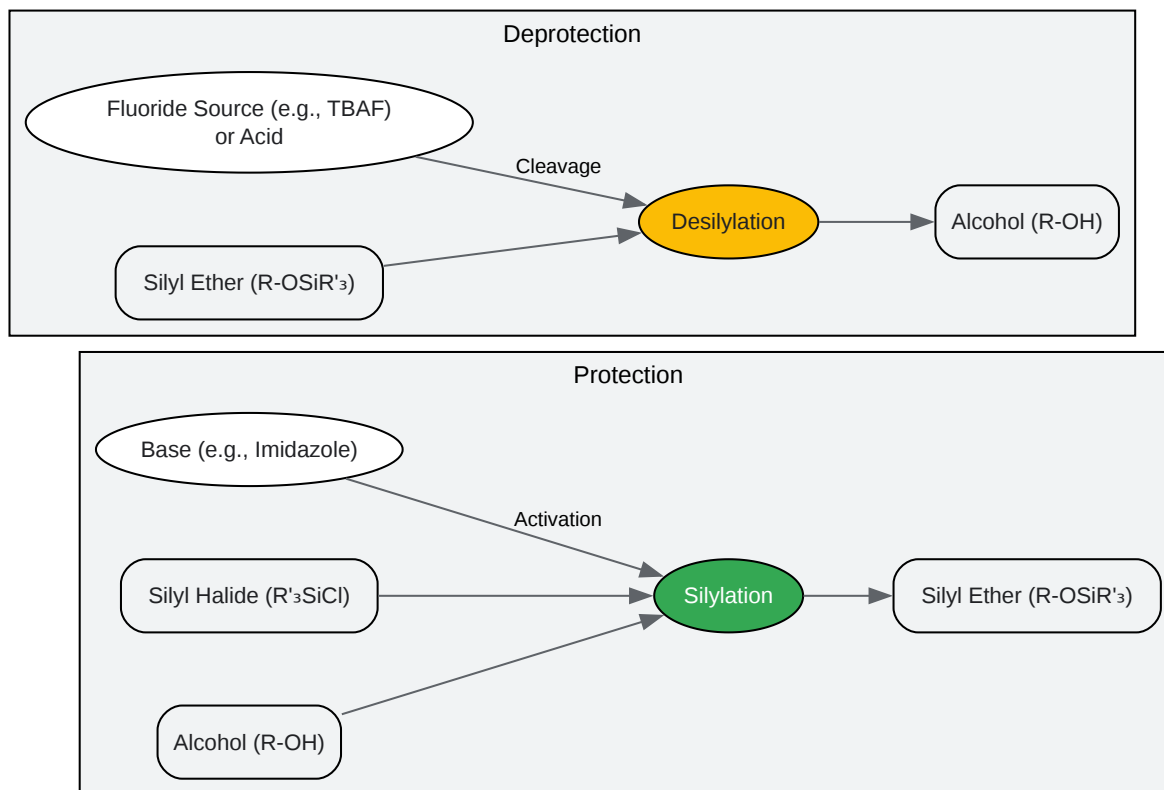 Deprotection
Fluoride Source (e.g., TBAF)
or Acid
Cleavage
Desilylation
Alcohol (R-OH)
Silyl Ether (R-OSiR'₃)
Protection
Base (e.g., Imidazole)
Activation
Silyl Halide (R'₃SiCl)
Silylation
Silyl Ether (R-OSiR'₃)
Alcohol (R-OH)